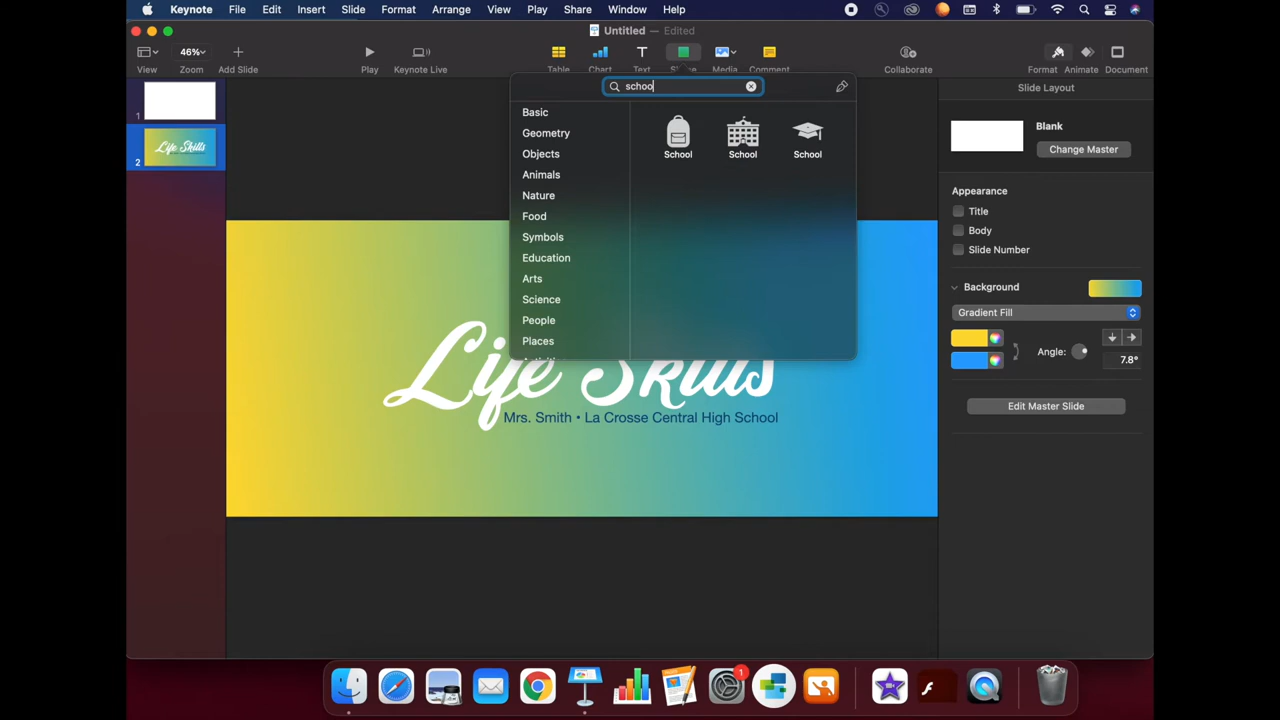 Keynote File Edit Insert Slide Format Arrange View Play Share Window Help
Untitled — Edited
46%
View Zoom Add Slide Play Keynote Live Table Chart Text Shape Media Comment Collaborate Format Animate Document
schoo
Slide Layout
1
2
Life Skills
Basic
Geometry
Objects
Animals
Nature
Food
Symbols
Education
Arts
Science
People
Places
School School School
Life Skills
Mrs. Smith • La Crosse Central High School
Blank
Change Master
Appearance
Title
Body
Slide Number
Background
Gradient Fill
Angle:
7.8°
Edit Master Slide
1